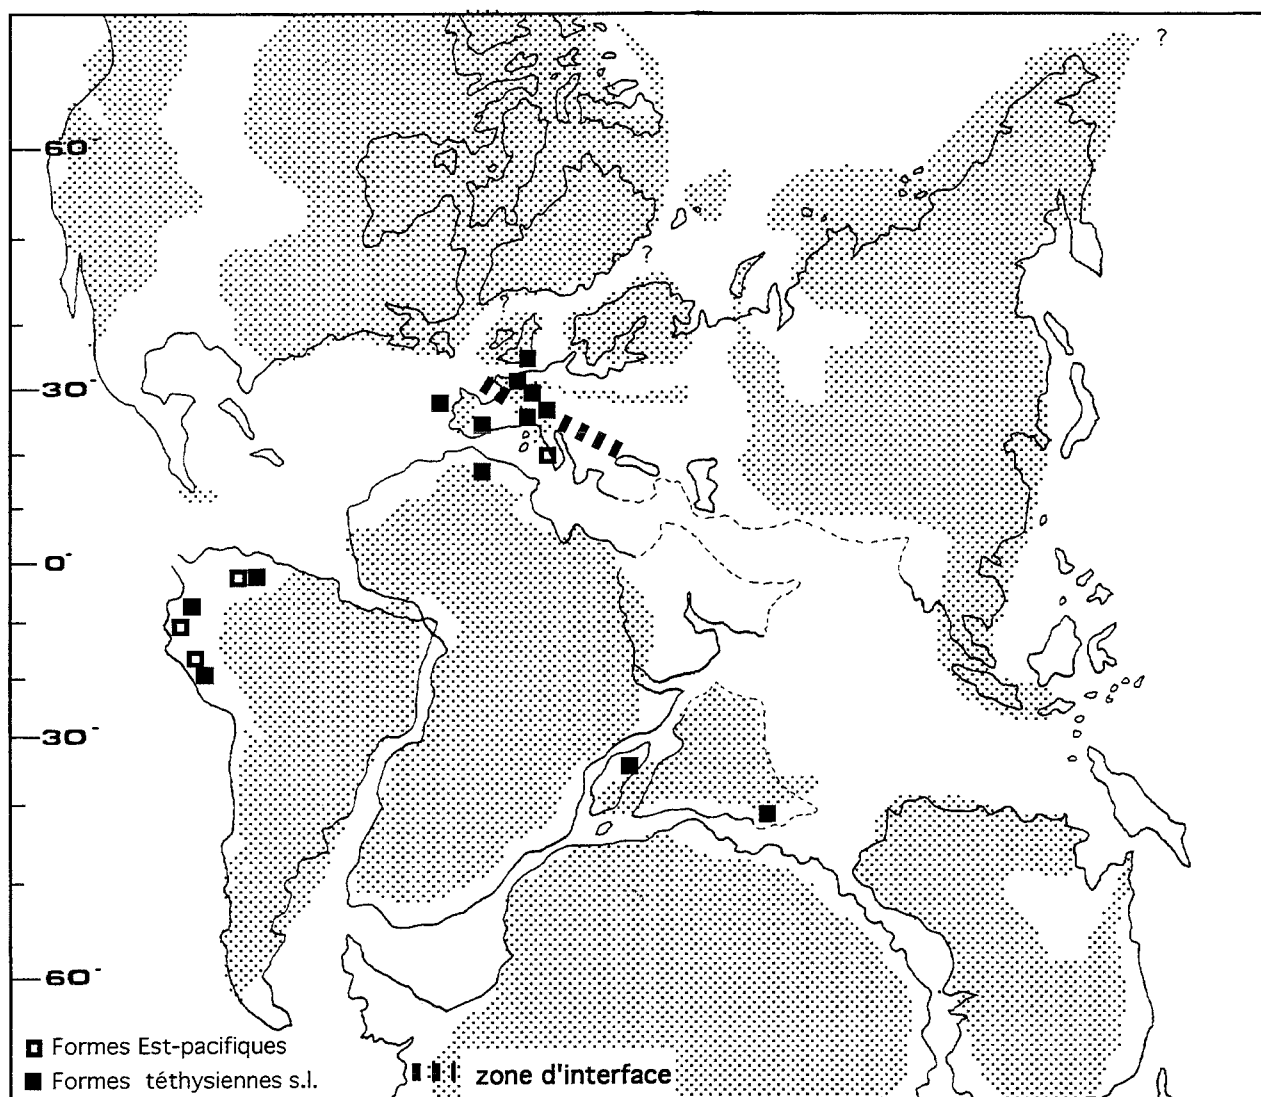 ?
60°
?
?
30°
0°
30°
60°
Formes Est-pacifiques
Formes téthysiennes s.l.
zone d'interface